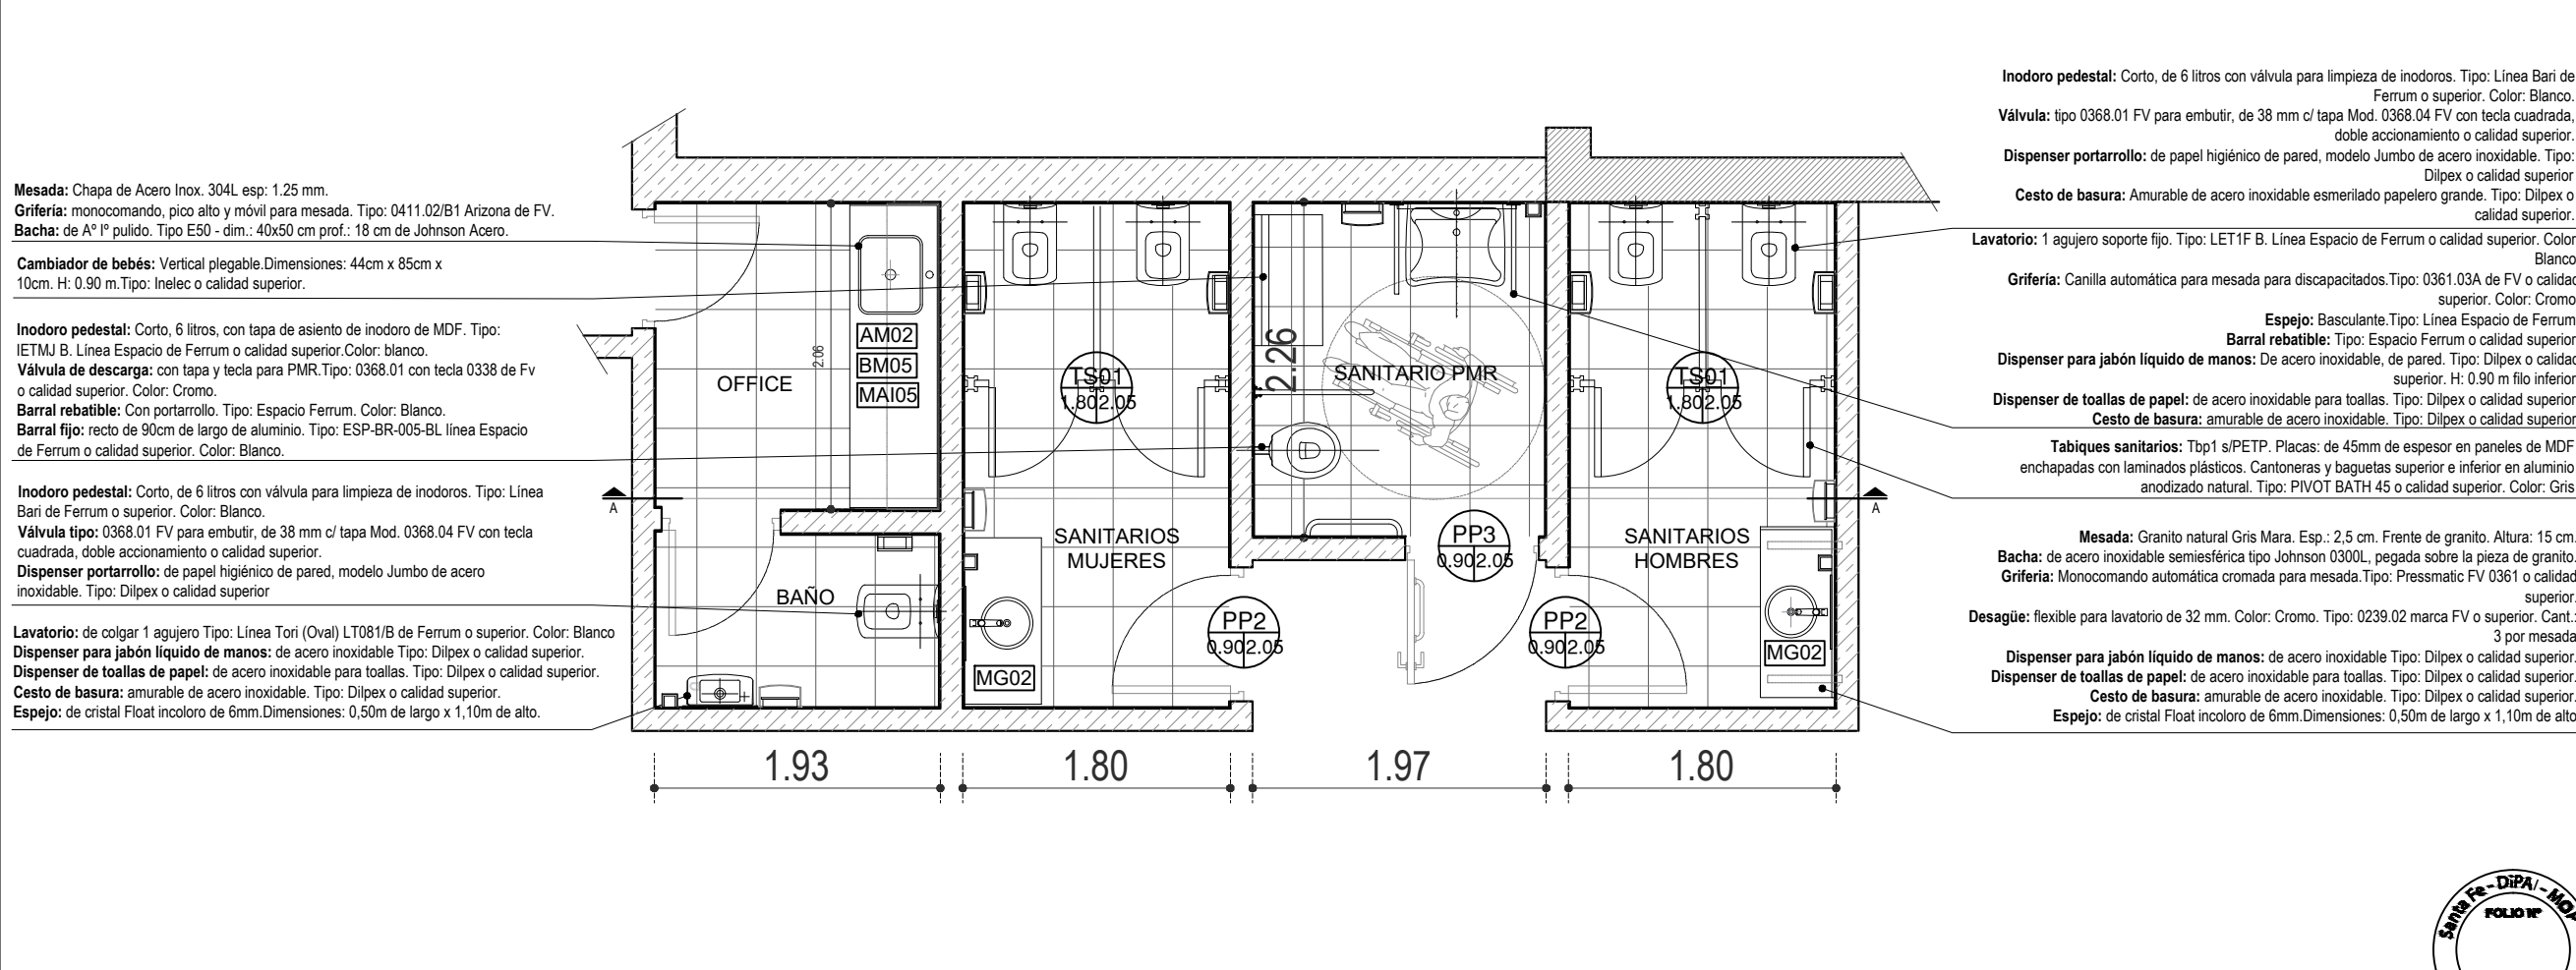 Mesada: Chapa de Acero Inox. 304L esp: 1.25 mm.
Grifería: monocomando, pico alto y móvil para mesada. Tipo: 0411.02/B1 Arizona de FV.
Bacha: de Aº Iº pulido. Tipo E50 - dim.: 40x50 cm prof.: 18 cm de Johnson Acero.
Cambiador de bebés: Vertical plegable.Dimensiones: 44cm x 85cm x
10cm. H: 0.90 m.Tipo: Inelec o calidad superior.
Inodoro pedestal: Corto, 6 litros, con tapa de asiento de inodoro de MDF. Tipo:
IETMJ B. Línea Espacio de Ferrum o calidad superior.Color: blanco.
Válvula de descarga: con tapa y tecla para PMR.Tipo: 0368.01 con tecla 0338 de Fv
o calidad superior. Color: Cromo.
Barral rebatible: Con portarrollo. Tipo: Espacio Ferrum. Color: Blanco.
Barral fijo: recto de 90cm de largo de aluminio. Tipo: ESP-BR-005-BL línea Espacio
de Ferrum o calidad superior. Color: Blanco.
Inodoro pedestal: Corto, de 6 litros con válvula para limpieza de inodoros. Tipo: Línea
Bari de Ferrum o superior. Color: Blanco.
Válvula tipo: 0368.01 FV para embutir, de 38 mm c/ tapa Mod. 0368.04 FV con tecla
cuadrada, doble accionamiento o calidad superior.
Dispenser portarrollo: de papel higiénico de pared, modelo Jumbo de acero
inoxidable. Tipo: Dilpex o calidad superior
Lavatorio: de colgar 1 agujero Tipo: Línea Tori (Oval) LT081/B de Ferrum o superior. Color: Blanco
Dispenser para jabón líquido de manos: de acero inoxidable Tipo: Dilpex o calidad superior.
Dispenser de toallas de papel: de acero inoxidable para toallas. Tipo: Dilpex o calidad superior.
Cesto de basura: amurable de acero inoxidable. Tipo: Dilpex o calidad superior.
Espejo: de cristal Float incoloro de 6mm.Dimensiones: 0,50m de largo x 1,10m de alto.
OFFICE
2.06
AM02
BM05
MAI05
BAÑO
A
TS01
1.80 2.05
SANITARIOS
MUJERES
MG02
PP2
0.90 2.05
2.26
SANITARIO PMR
PP3
0.90 2.05
PP2
0.90 2.05
TS01
1.80 2.05
SANITARIOS
HOMBRES
MG02
A
1.93
1.80
1.97
1.80
Inodoro pedestal: Corto, de 6 litros con válvula para limpieza de inodoros. Tipo: Línea Bari de
Ferrum o superior. Color: Blanco.
Válvula: tipo 0368.01 FV para embutir, de 38 mm c/ tapa Mod. 0368.04 FV con tecla cuadrada,
doble accionamiento o calidad superior.
Dispenser portarrollo: de papel higiénico de pared, modelo Jumbo de acero inoxidable. Tipo:
Dilpex o calidad superior
Cesto de basura: Amurable de acero inoxidable esmerilado papelero grande. Tipo: Dilpex o
calidad superior.
Lavatorio: 1 agujero soporte fijo. Tipo: LET1F B. Línea Espacio de Ferrum o calidad superior. Color
Blanco
Grifería: Canilla automática para mesada para discapacitados.Tipo: 0361.03A de FV o calidad
superior. Color: Cromo
Espejo: Basculante.Tipo: Línea Espacio de Ferrum
Barral rebatible: Tipo: Espacio Ferrum o calidad superior
Dispenser para jabón líquido de manos: De acero inoxidable, de pared. Tipo: Dilpex o calidad
superior. H: 0.90 m filo inferior
Dispenser de toallas de papel: de acero inoxidable para toallas. Tipo: Dilpex o calidad superior
Cesto de basura: amurable de acero inoxidable. Tipo: Dilpex o calidad superior
Tabiques sanitarios: Tbp1 s/PETP. Placas: de 45mm de espesor en paneles de MDF
enchapadas con laminados plásticos. Cantoneras y baguetas superior e inferior en aluminio
anodizado natural. Tipo: PIVOT BATH 45 o calidad superior. Color: Gris
Mesada: Granito natural Gris Mara. Esp.: 2,5 cm. Frente de granito. Altura: 15 cm.
Bacha: de acero inoxidable semiesférica tipo Johnson 0300L, pegada sobre la pieza de granito.
Griferia: Monocomando automática cromada para mesada.Tipo: Pressmatic FV 0361 o calidad
superior.
Desagüe: flexible para lavatorio de 32 mm. Color: Cromo. Tipo: 0239.02 marca FV o superior. Cant.:
3 por mesada
Dispenser para jabón líquido de manos: de acero inoxidable Tipo: Dilpex o calidad superior.
Dispenser de toallas de papel: de acero inoxidable para toallas. Tipo: Dilpex o calidad superior.
Cesto de basura: amurable de acero inoxidable. Tipo: Dilpex o calidad superior.
Espejo: de cristal Float incoloro de 6mm.Dimensiones: 0,50m de largo x 1,10m de alto
Santa Fe - DiPAI -
FOLIO Nº